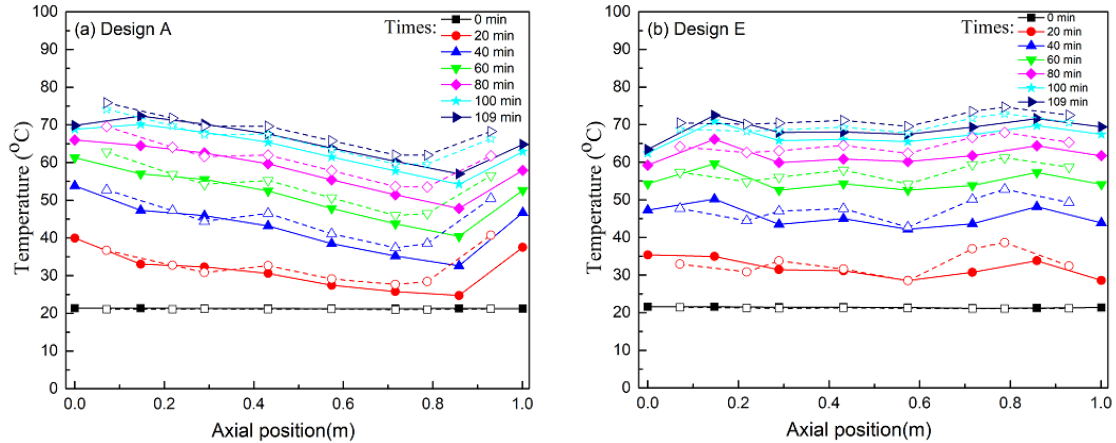 (a) Design A
Times:
0 min
20 min
40 min
60 min
80 min
100 min
109 min
100
90
80
70
60
50
40
30
20
10
0
Temperature (°C)
0.0 0.2 0.4 0.6 0.8 1.0
Axial position(m)
(b) Design E
Times:
0 min
20 min
40 min
60 min
80 min
100 min
109 min
100
90
80
70
60
50
40
30
20
10
0
Temperature (°C)
0.0 0.2 0.4 0.6 0.8 1.0
Axial position(m)